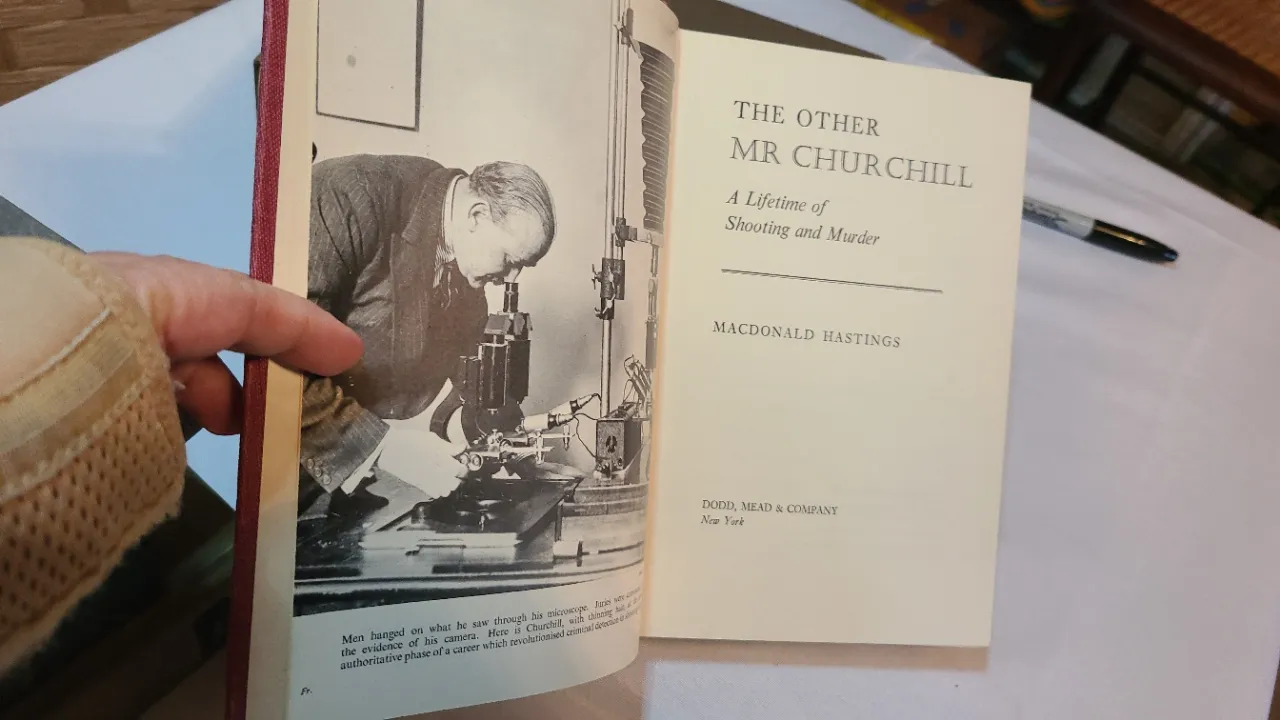 Men hanged on what he saw through his microscope. Juries were
the evidence of his camera. Here is Churchill, with thinning hair, at the
authoritative phase of a career which revolutionised criminal detection
Fr.
THE OTHER
MR CHURCHILL
A Lifetime of
Shooting and Murder
MACDONALD HASTINGS
DODD, MEAD & COMPANY
New York